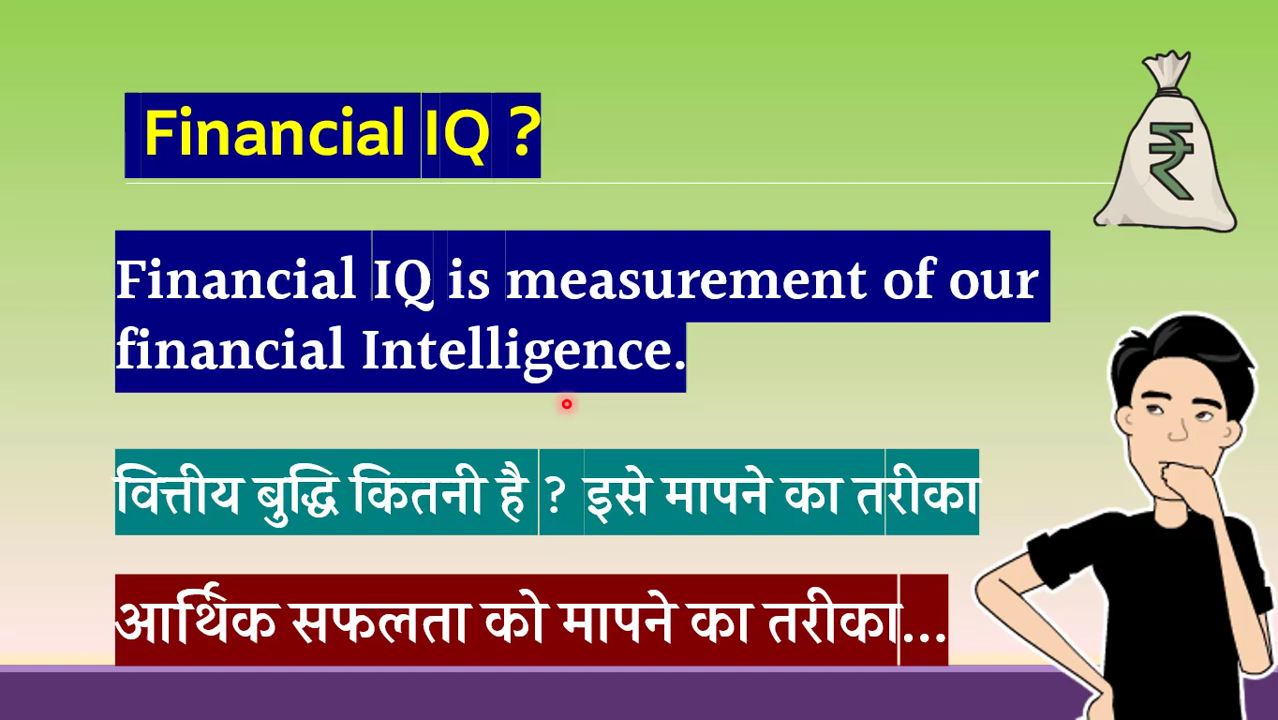 Financial IQ ?
₹
Financial IQ is measurement of our
financial Intelligence.
वित्तीय बुद्धि कितनी है ? इसे मापने का तरीका
आर्थिक सफलता को मापने का तरीका...